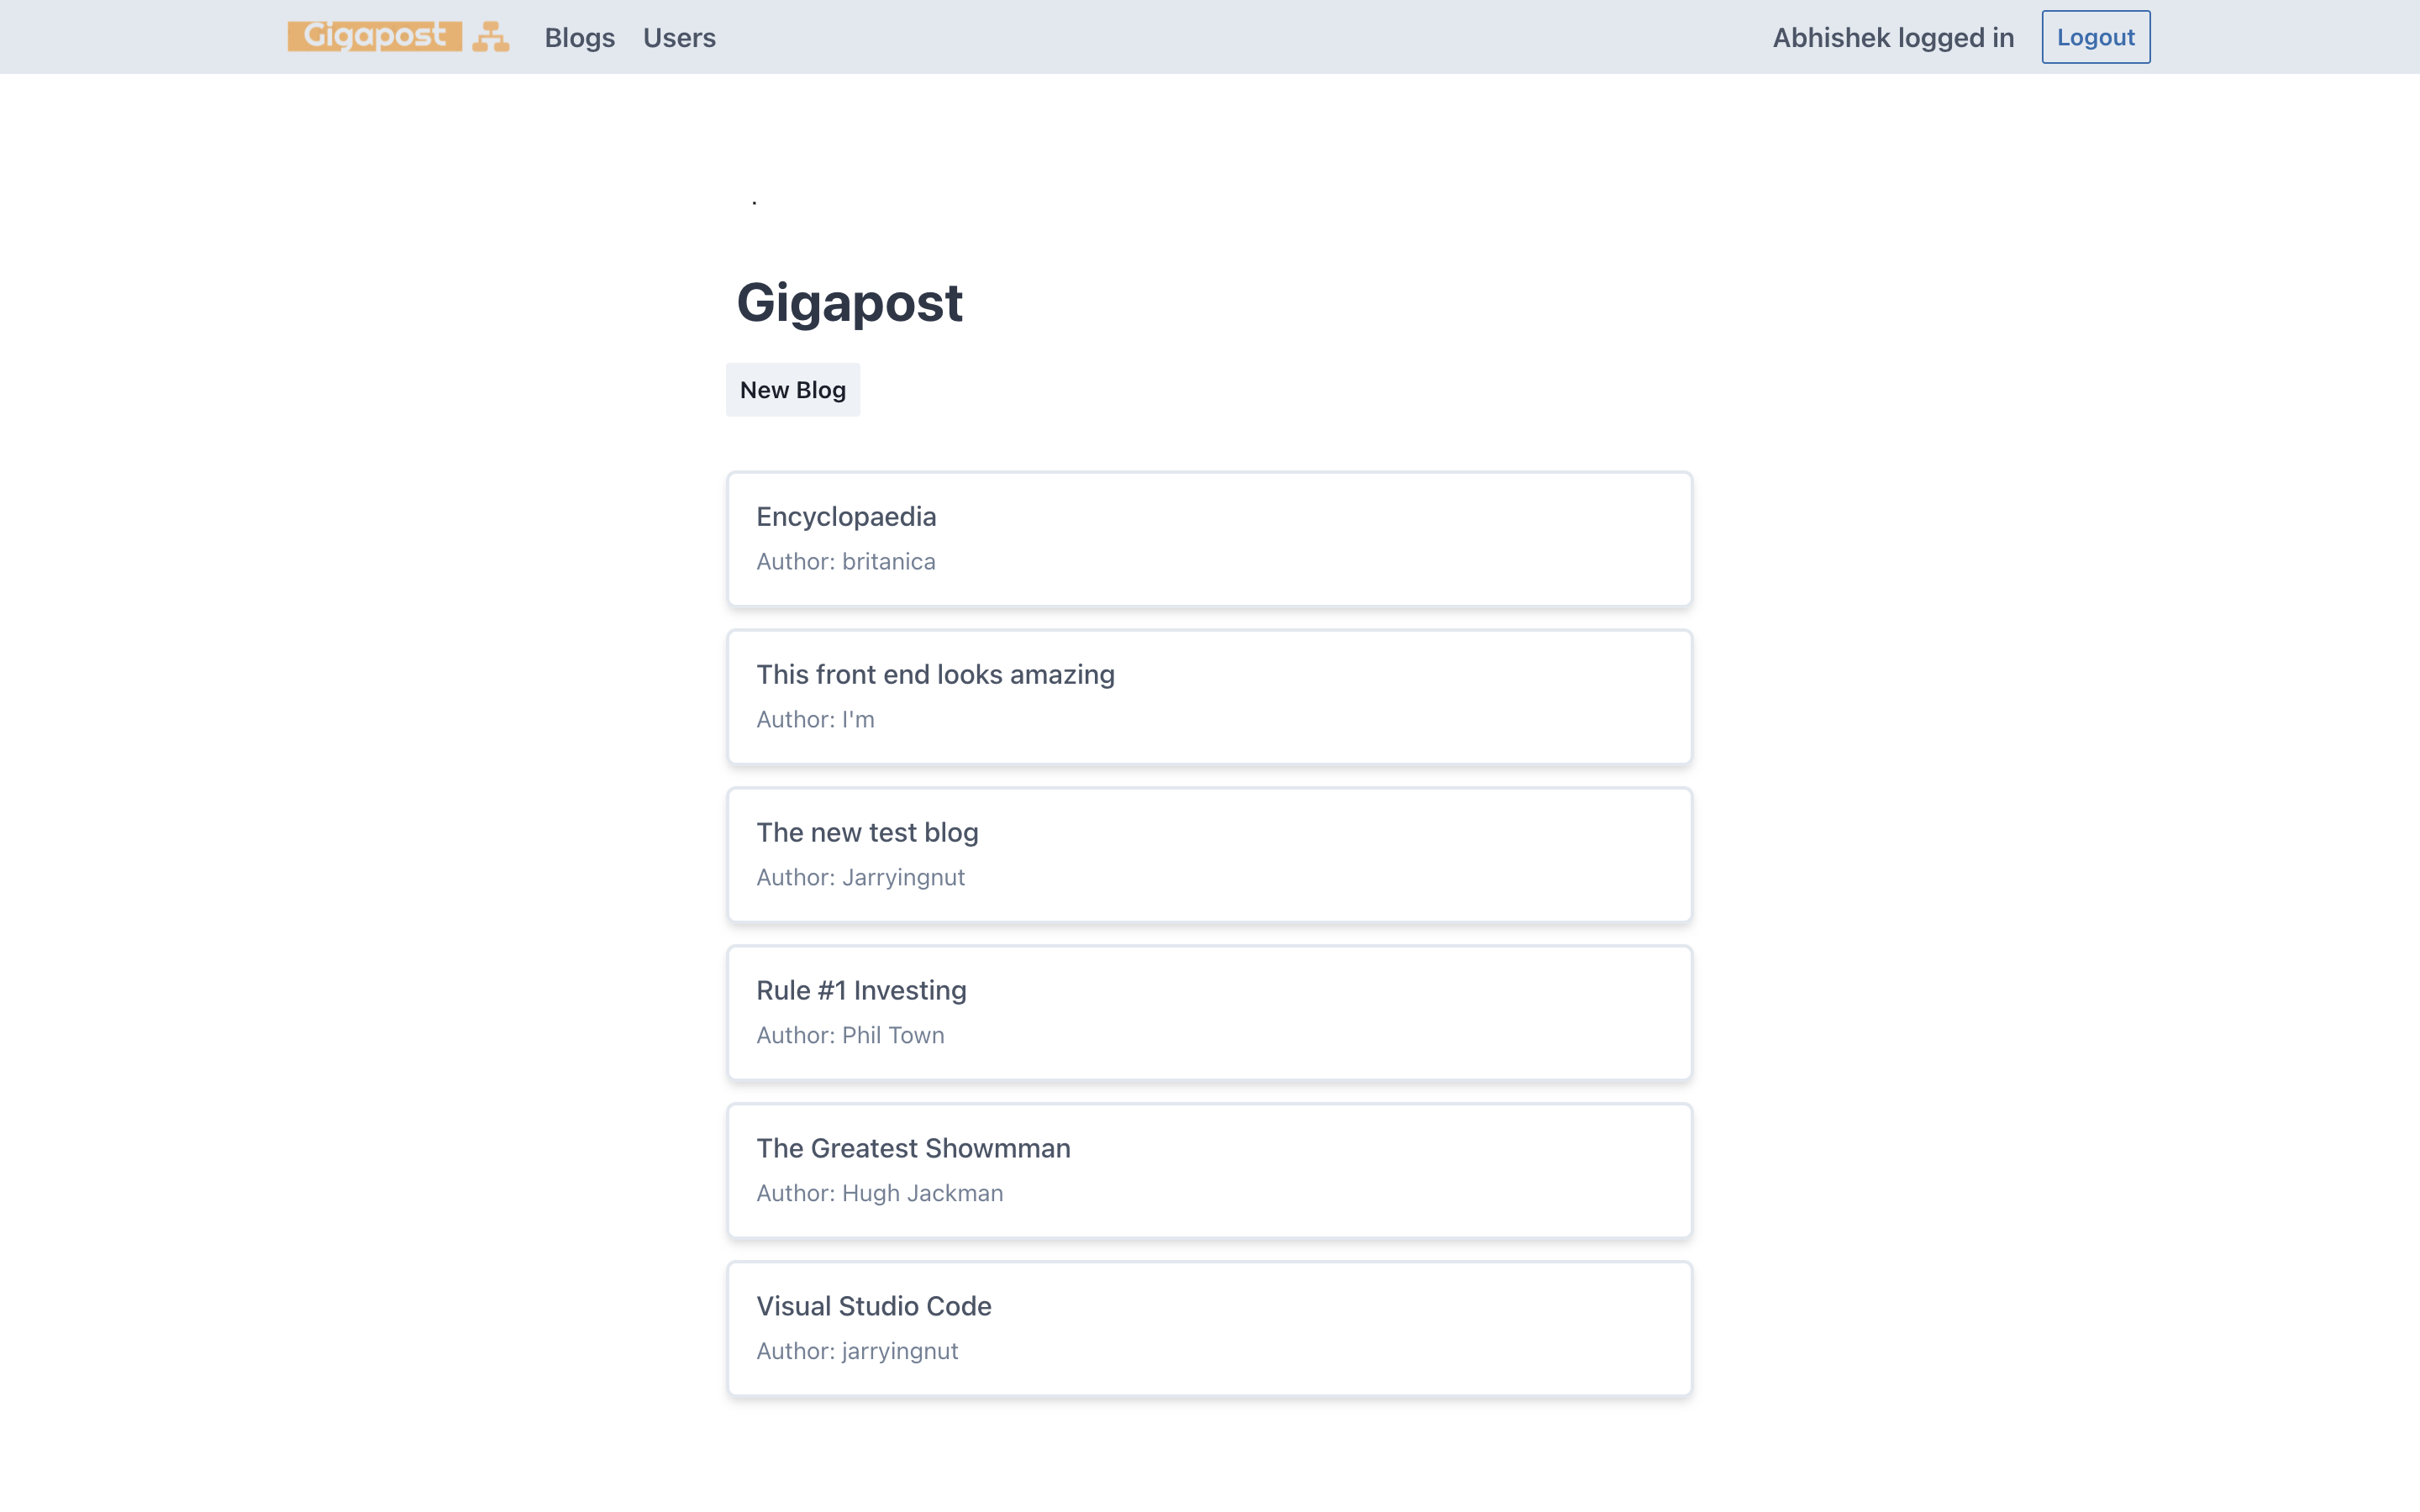 Gigapost Blogs Users Abhishek logged in Logout
.
Gigapost
New Blog
Encyclopaedia
Author: britanica
This front end looks amazing
Author: I'm
The new test blog
Author: Jarryingnut
Rule #1 Investing
Author: Phil Town
The Greatest Showmman
Author: Hugh Jackman
Visual Studio Code
Author: jarryingnut